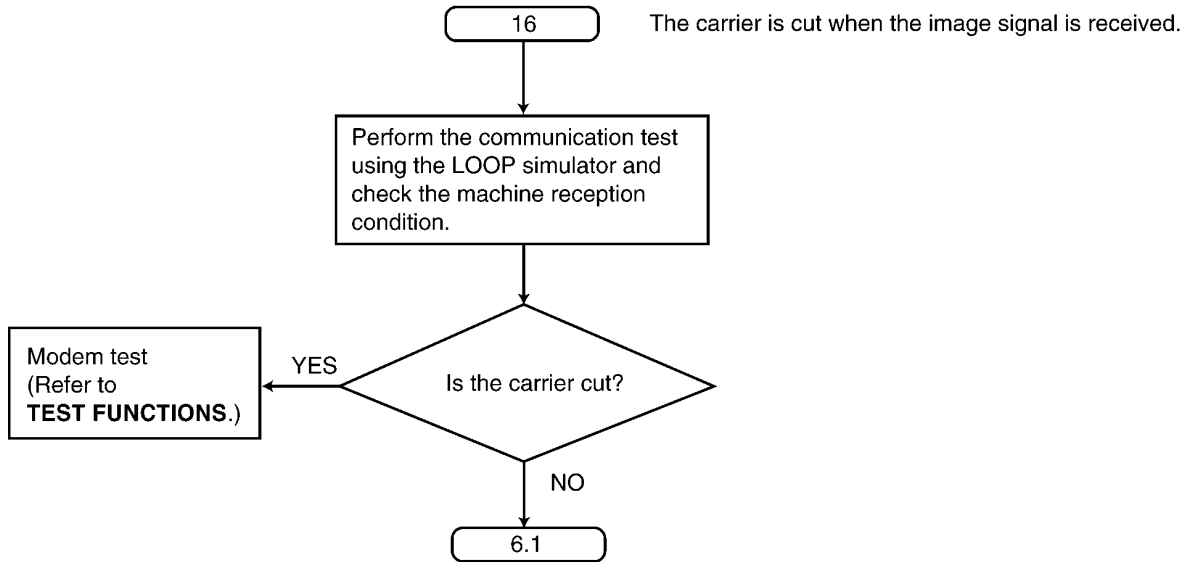 16
The carrier is cut when the image signal is received.
Perform the communication test
using the LOOP simulator and
check the machine reception
condition.
Modem test
(Refer to
TEST FUNCTIONS.)
YES
Is the carrier cut?
NO
6.1